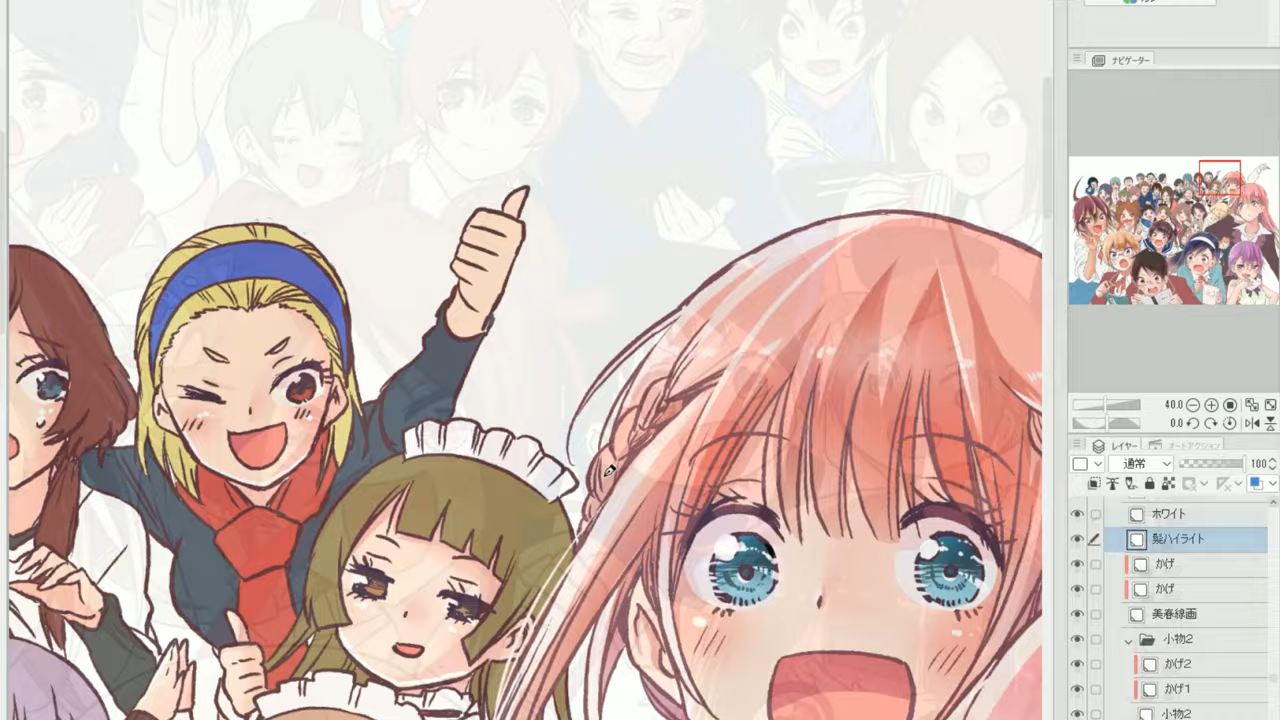 ナビゲーター
40.0
0.0
レイヤー
オートアクション
通常
100
ホワイト
髪ハイライト
かげ
かげ
美春線画
小物2
かげ2
かげ1
小物2